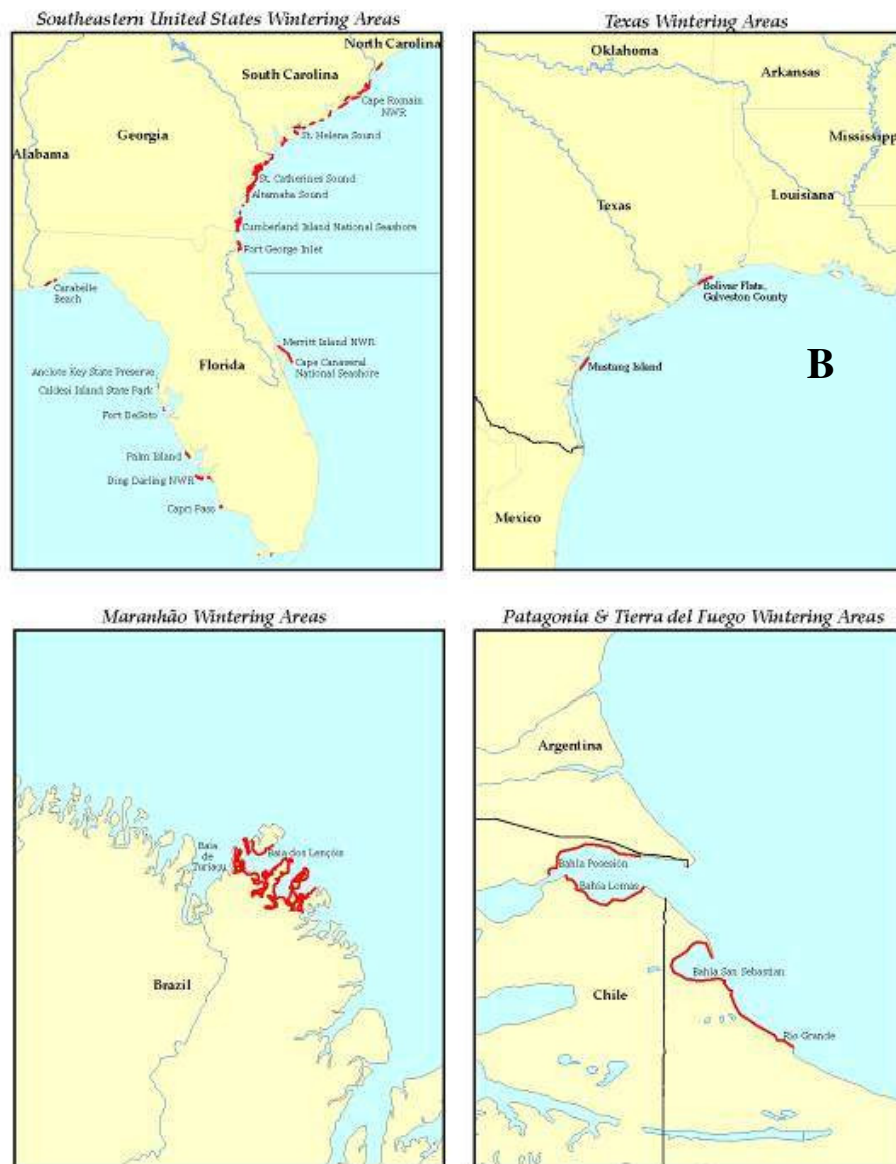 Southeastern United States Wintering Areas
North Carolina
South Carolina
Cape Romain
NWR
Georgia
St. Helena Sound
Alabama
St. Catherines Sound
Altamaha Sound
Cumberland Island National Seashore
Fort George Inlet
Carabelle
Beach
Merritt Island NWR
Florida
Cape Canaveral
National Seashore
Anclote Key State Preserve
Caldesi Island State Park
Fort DeSoto
Palm Island
Ding Darling NWR
Capri Pass
Texas Wintering Areas
Oklahoma
Arkansas
Mississipp
Louisiana
Texas
Bolivar Flats,
Galveston County
Mustang Island
B
Mexico
Maranhão Wintering Areas
Baia
de
Turiaçu
Baia dos Lençóis
Brazil
Patagonia & Tierra del Fuego Wintering Areas
Argentina
Bahía Posesión
Bahía Lomas
Bahía San Sebastian
Chile
Rio Grande